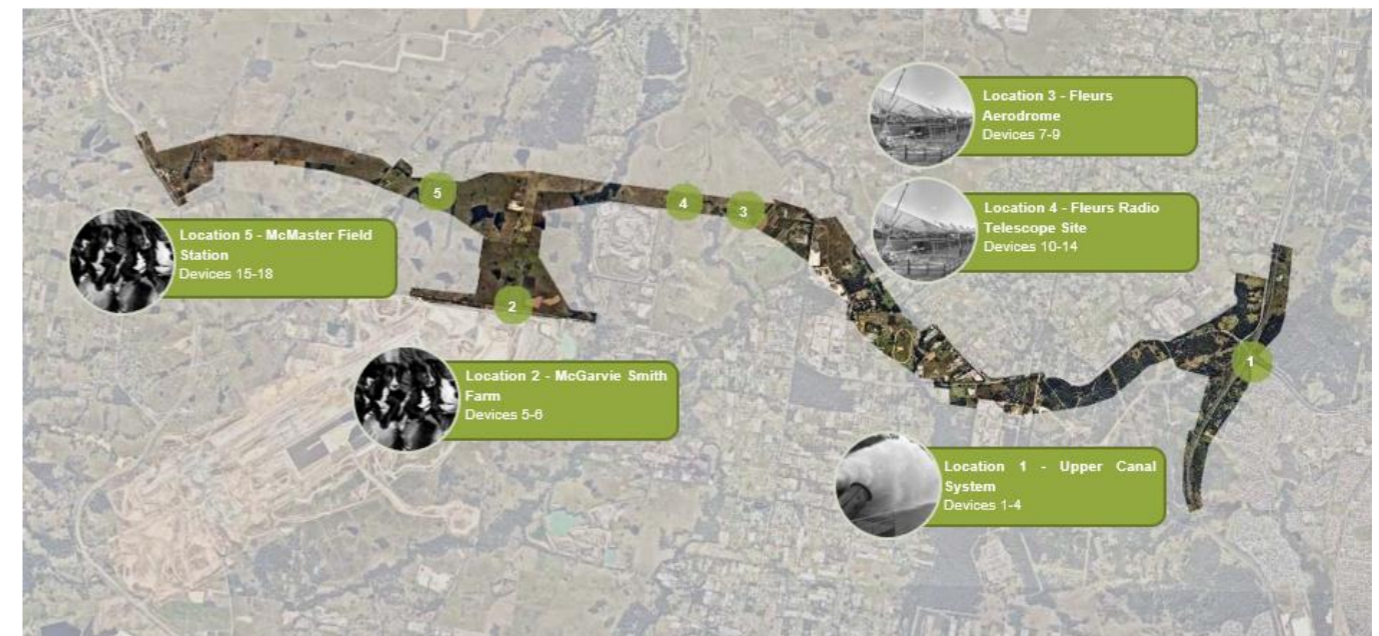 Location 3 - Fleurs
Aerodrome
Devices 7-9
5
4
3
Location 4 - Fleurs Radio
Telescope Site
Devices 10-14
Location 5 - McMaster Field
Station
Devices 15-18
2
1
Location 2 - McGarvie Smith
Farm
Devices 5-6
Location 1 - Upper Canal
System
Devices 1-4